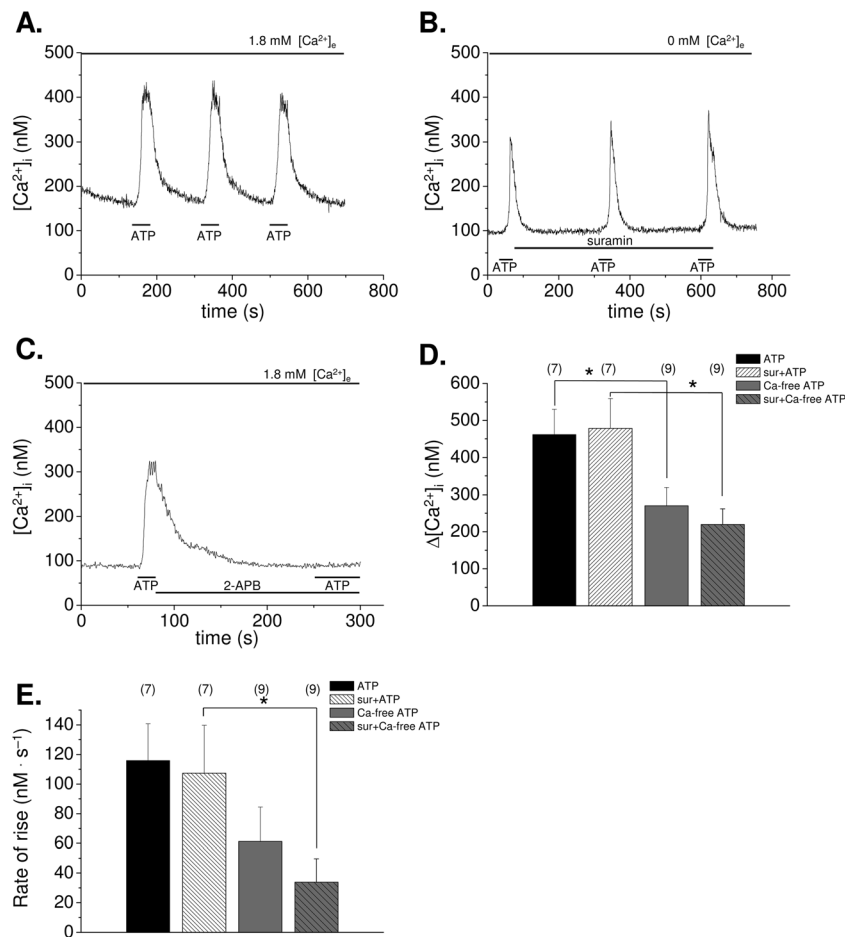 A.
1.8 mM [Ca²⁺]ₑ
500
400
300
200
100
0
[Ca²⁺]ᵢ (nM)
ATP ATP ATP
0 200 400 600 800
time (s)
B.
0 mM [Ca²⁺]ₑ
500
400
300
200
100
0
[Ca²⁺]ᵢ (nM)
suramin
ATP ATP ATP
0 200 400 600 800
time (s)
C.
1.8 mM [Ca²⁺]ₑ
500
400
300
200
100
0
[Ca²⁺]ᵢ (nM)
ATP 2-APB ATP
0 100 200 300
time (s)
D.
(7) (7) (9) (9)
* *
ATP
sur+ATP
Ca-free ATP
sur+Ca-free ATP
600
500
400
300
200
100
0
Δ[Ca²⁺]ᵢ (nM)
E.
(7) (7) (9) (9)
*
ATP
sur+ATP
Ca-free ATP
sur+Ca-free ATP
140
120
100
80
60
40
20
0
Rate of rise (nM · s⁻¹)